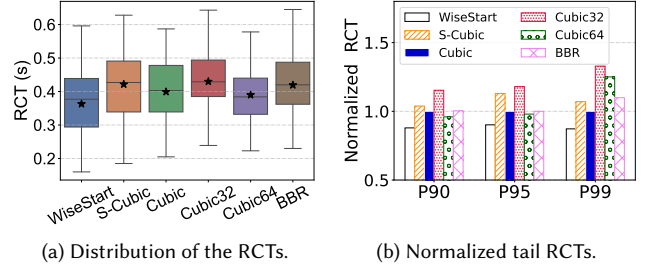 RCT (s)
0.6
0.5
0.4
0.3
0.2
WiseStart
S-Cubic
Cubic
Cubic32
Cubic64
BBR
(a) Distribution of the RCTs.
Normalized RCT
1.5
1.0
0.5
WiseStart
S-Cubic
Cubic
Cubic32
Cubic64
BBR
P90
P95
P99
(b) Normalized tail RCTs.